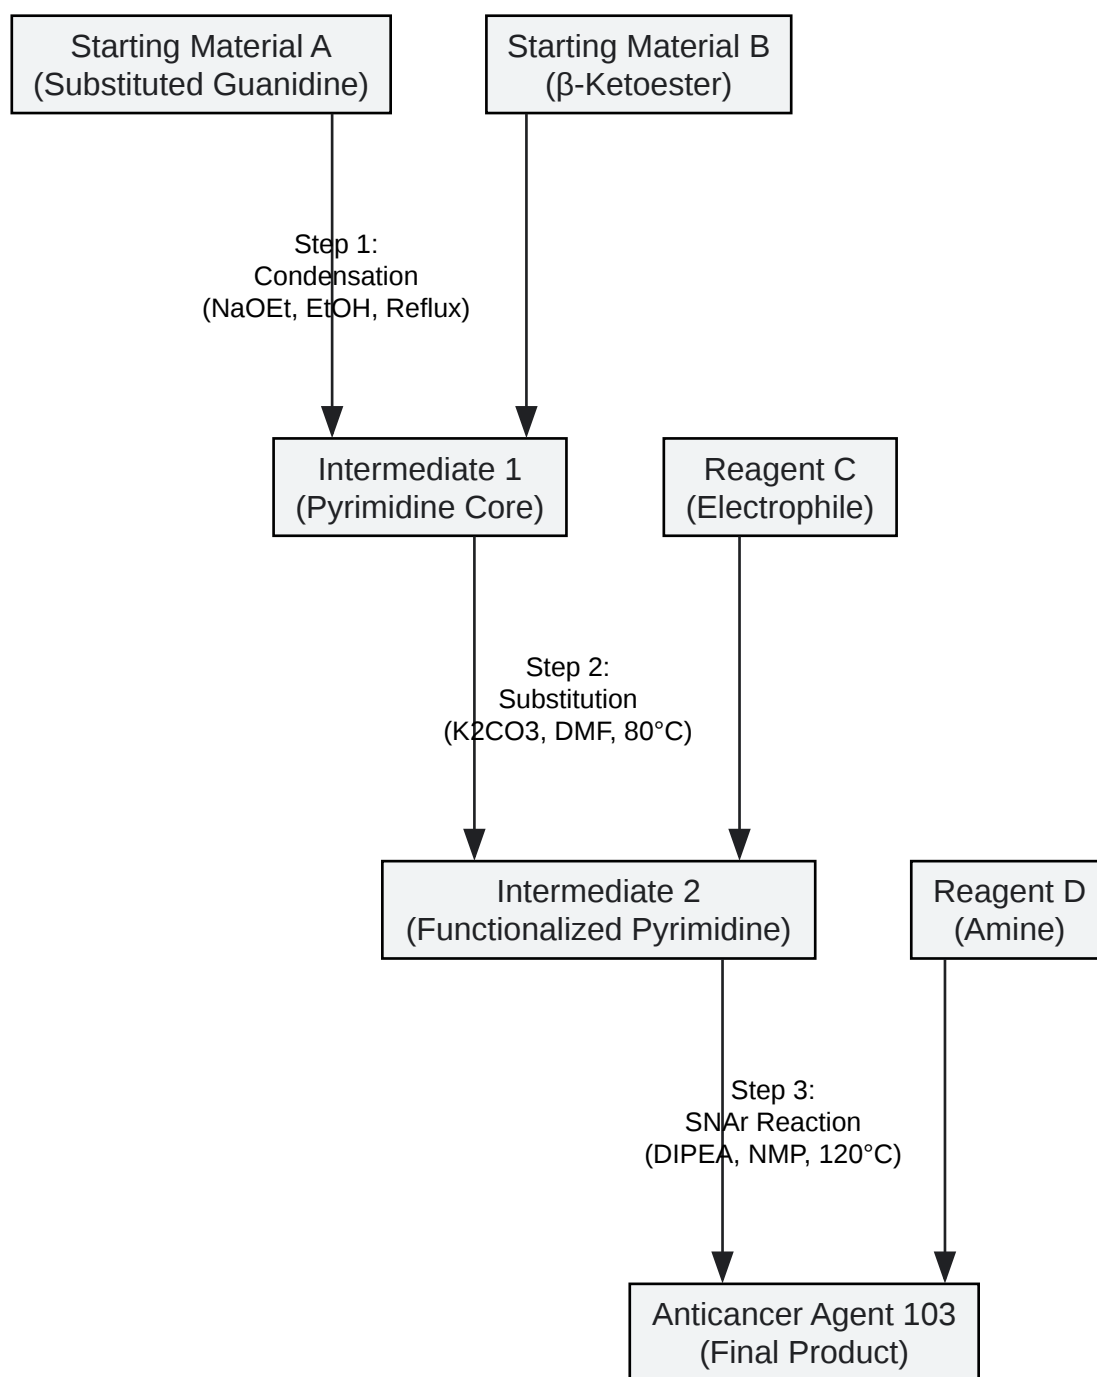 Starting Material A
(Substituted Guanidine)
Starting Material B
(β-Ketoester)
Step 1:
Condensation
(NaOEt, EtOH, Reflux)
Intermediate 1
(Pyrimidine Core)
Reagent C
(Electrophile)
Step 2:
Substitution
(K2CO3, DMF, 80°C)
Intermediate 2
(Functionalized Pyrimidine)
Reagent D
(Amine)
Step 3:
SNAr Reaction
(DIPEA, NMP, 120°C)
Anticancer Agent 103
(Final Product)